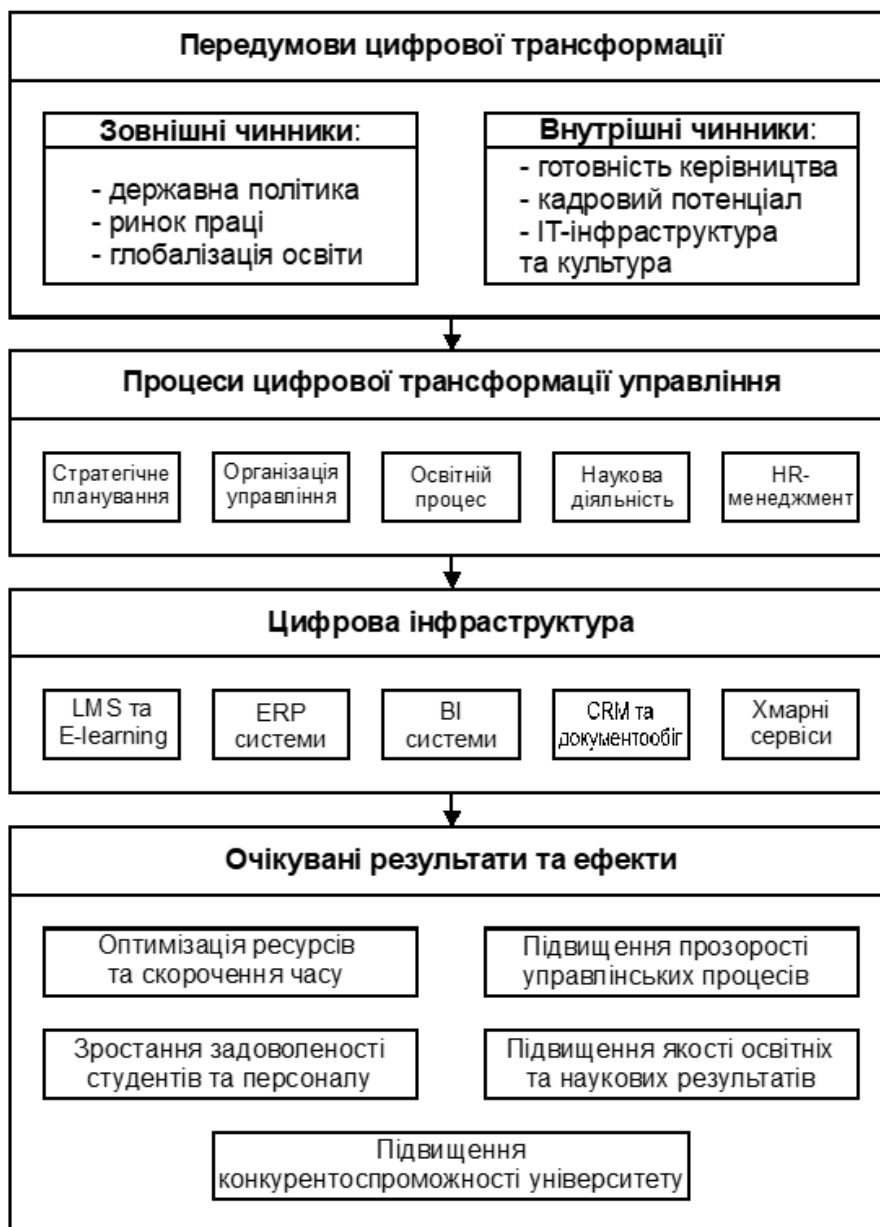 Передумови цифрової трансформації
Зовнішні чинники:
- державна політика
- ринок праці
- глобалізація освіти
Внутрішні чинники:
- готовність керівництва
- кадровий потенціал
- ІТ-інфраструктура
та культура
Процеси цифрової трансформації управління
Стратегічне
планування
Організація
управління
Освітній
процес
Наукова
діяльність
HR-
менеджмент
Цифрова інфраструктура
LMS та
E-learning
ERP
системи
BI
системи
CRM та
документообіг
Хмарні
сервіси
Очікувані результати та ефекти
Оптимізація ресурсів
та скорочення часу
Підвищення прозорості
управлінських процесів
Зростання задоволеності
студентів та персоналу
Підвищення якості освітніх
та наукових результатів
Підвищення
конкурентоспроможності університету